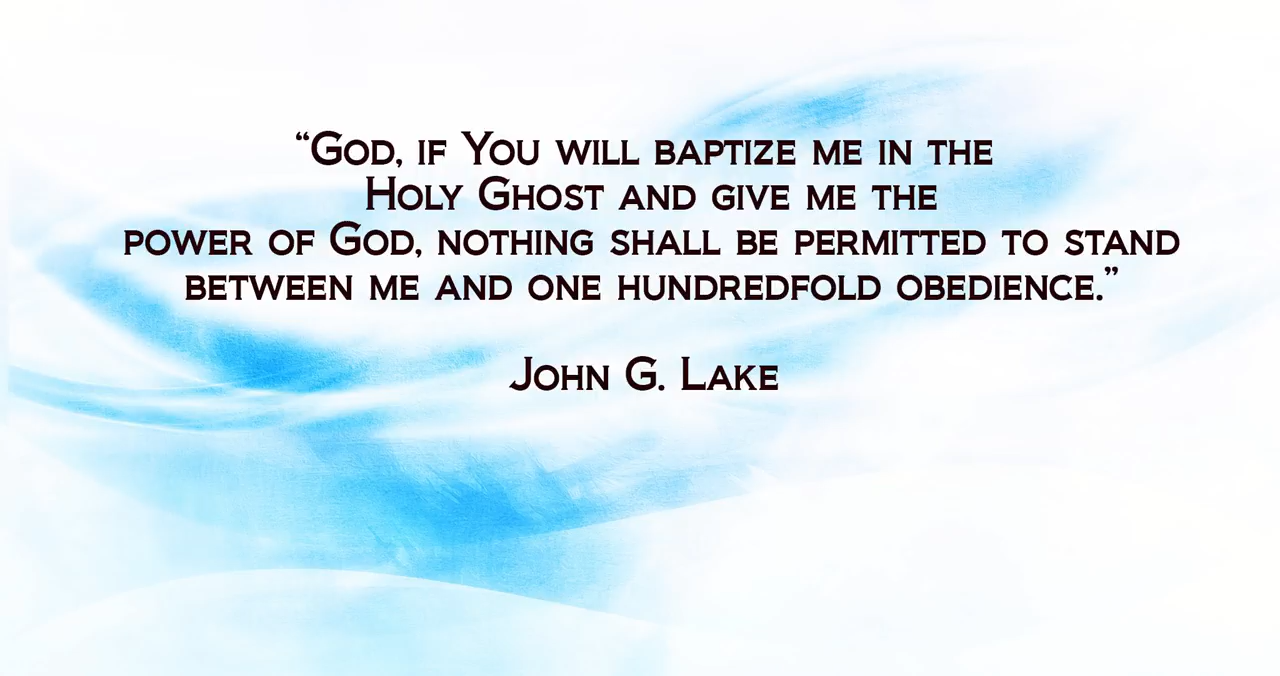 “God, if You will baptize me in the
Holy Ghost and give me the
power of God, nothing shall be permitted to stand
between me and one hundredfold obedience.”
John G. Lake